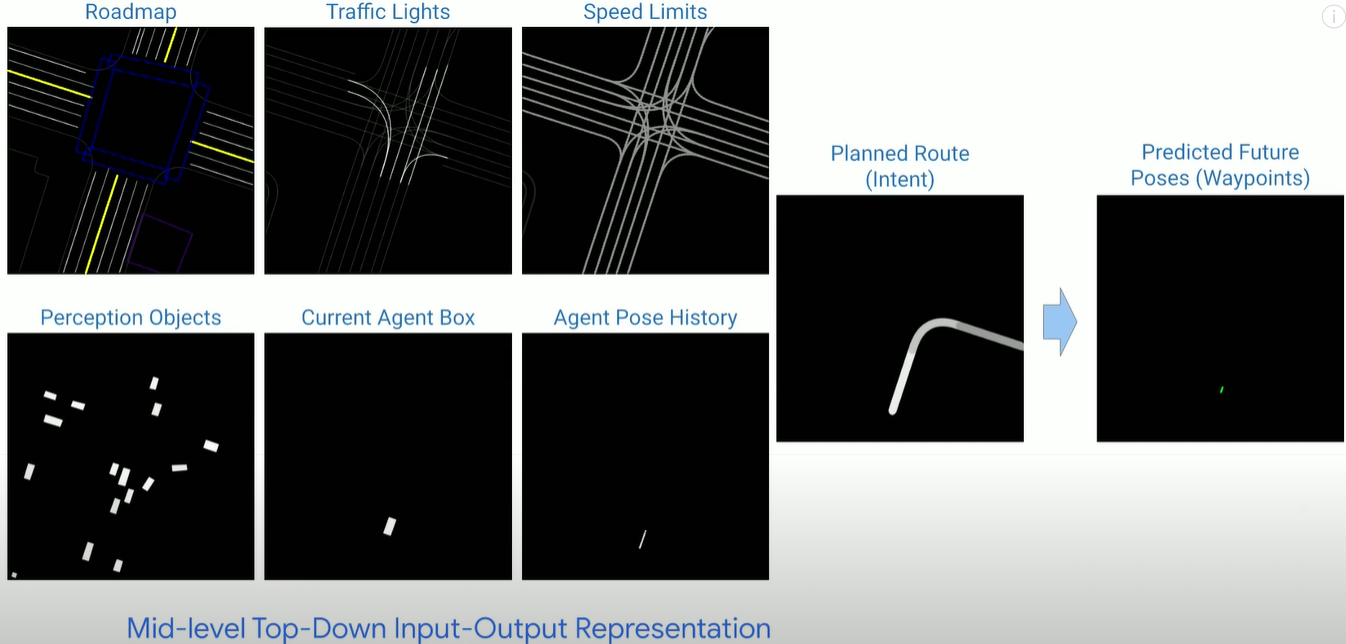 Roadmap
Traffic Lights
Speed Limits
Planned Route
(Intent)
Predicted Future
Poses (Waypoints)
Perception Objects
Current Agent Box
Agent Pose History
Mid-level Top-Down Input-Output Representation